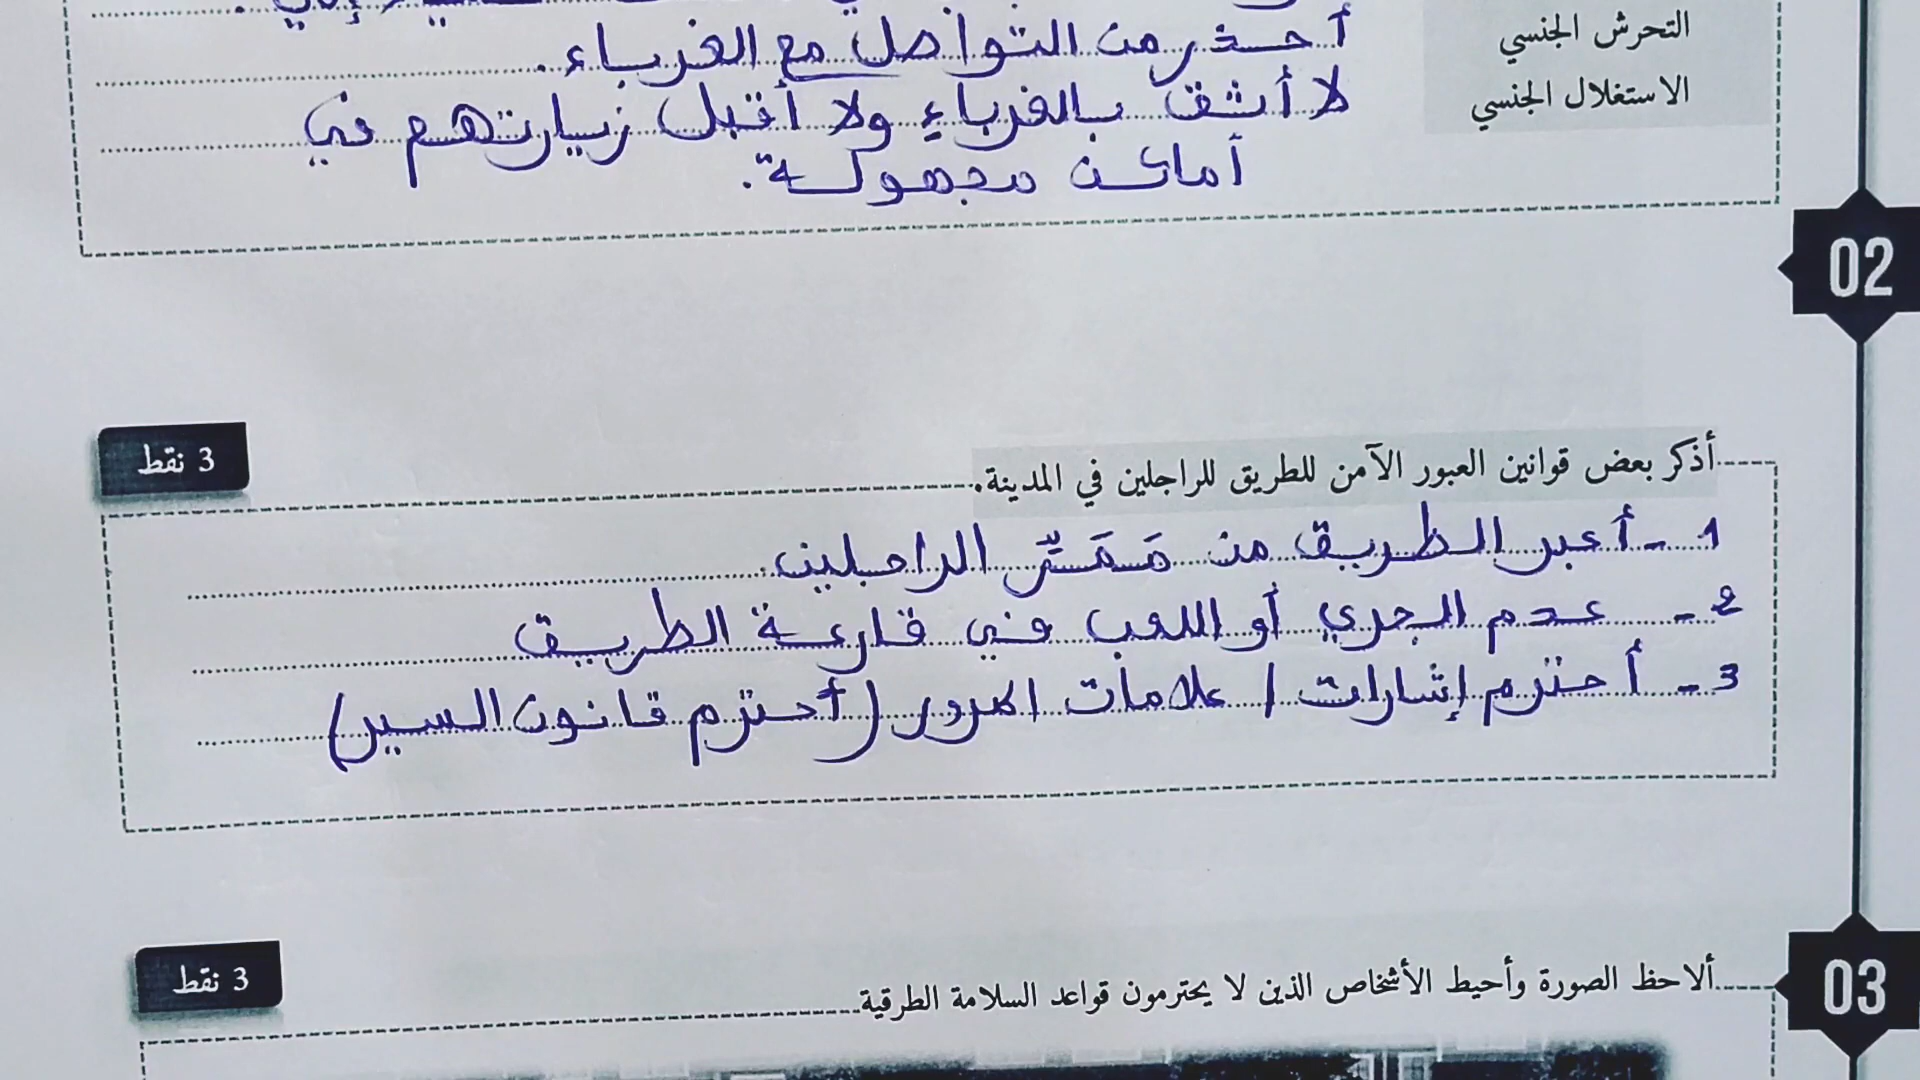 التحرش الجنسي
الاستغلال الجنسي
أحذر من التواصل مع الغرباء.
لا أثق بالغرباءِ ولا أقبل زيارتهم في
أماكن مجهولة.
02
3 نقط
أذكر بعض قوانين العبور الآمن للطريق للراجلين في المدينة.
1 - أعبر الطريق من مَمَرِّ الراجلين.
2 - عدم الجري أو اللعب في قارعة الطريق
3 - أحترم إشارات / علامات المرور (أحترم قانون السير)
03
3 نقط
ألاحظ الصورة وأحيط الأشخاص الذين لا يحترمون قواعد السلامة الطرقية